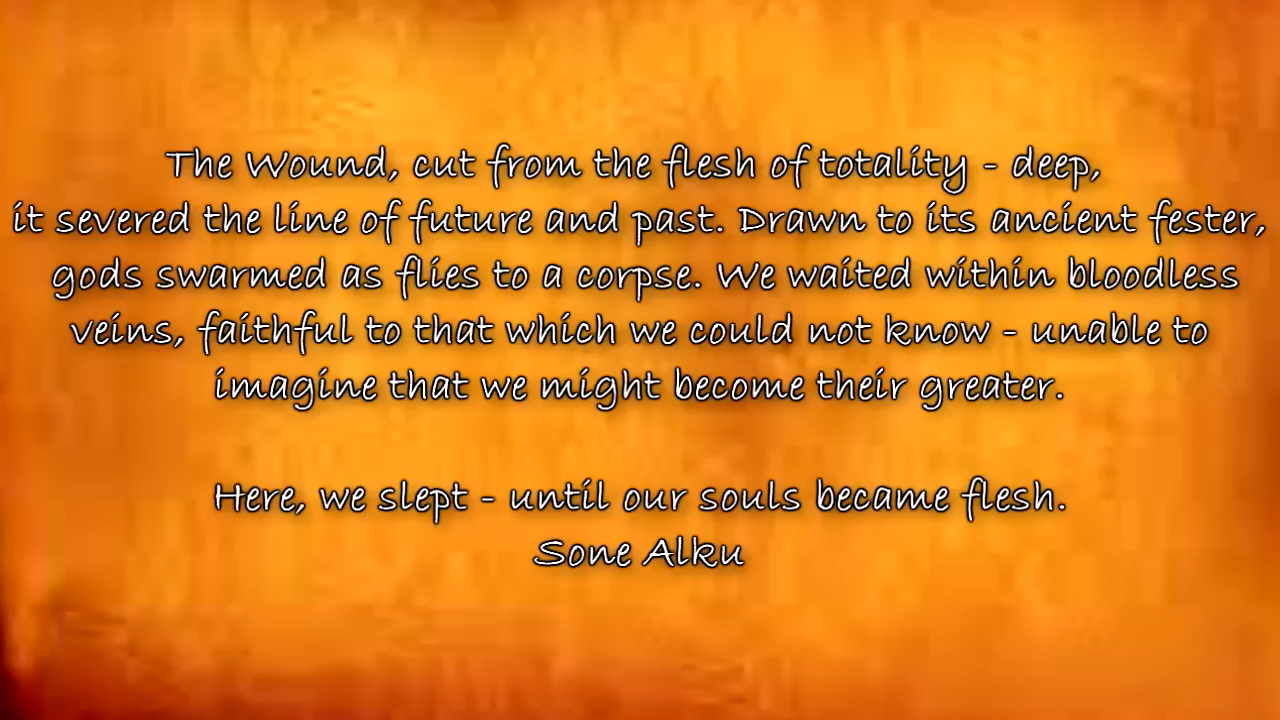 The Wound, cut from the flesh of totality - deep,
it severed the line of future and past. Drawn to its ancient fester,
gods swarmed as flies to a corpse. We waited within bloodless
veins, faithful to that which we could not know - unable to
imagine that we might become their greater.
Here, we slept - until our souls became flesh.
Sone Alku